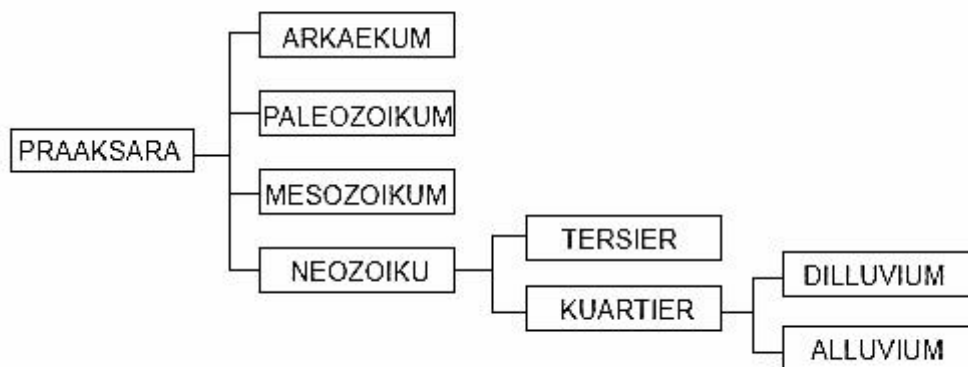 PRAAKSARA
ARKAEKUM
PALEOZOIKUM
MESOZOIKUM
NEOZOIKU
TERSIER
KUARTIER
DILLUVIUM
ALLUVIUM